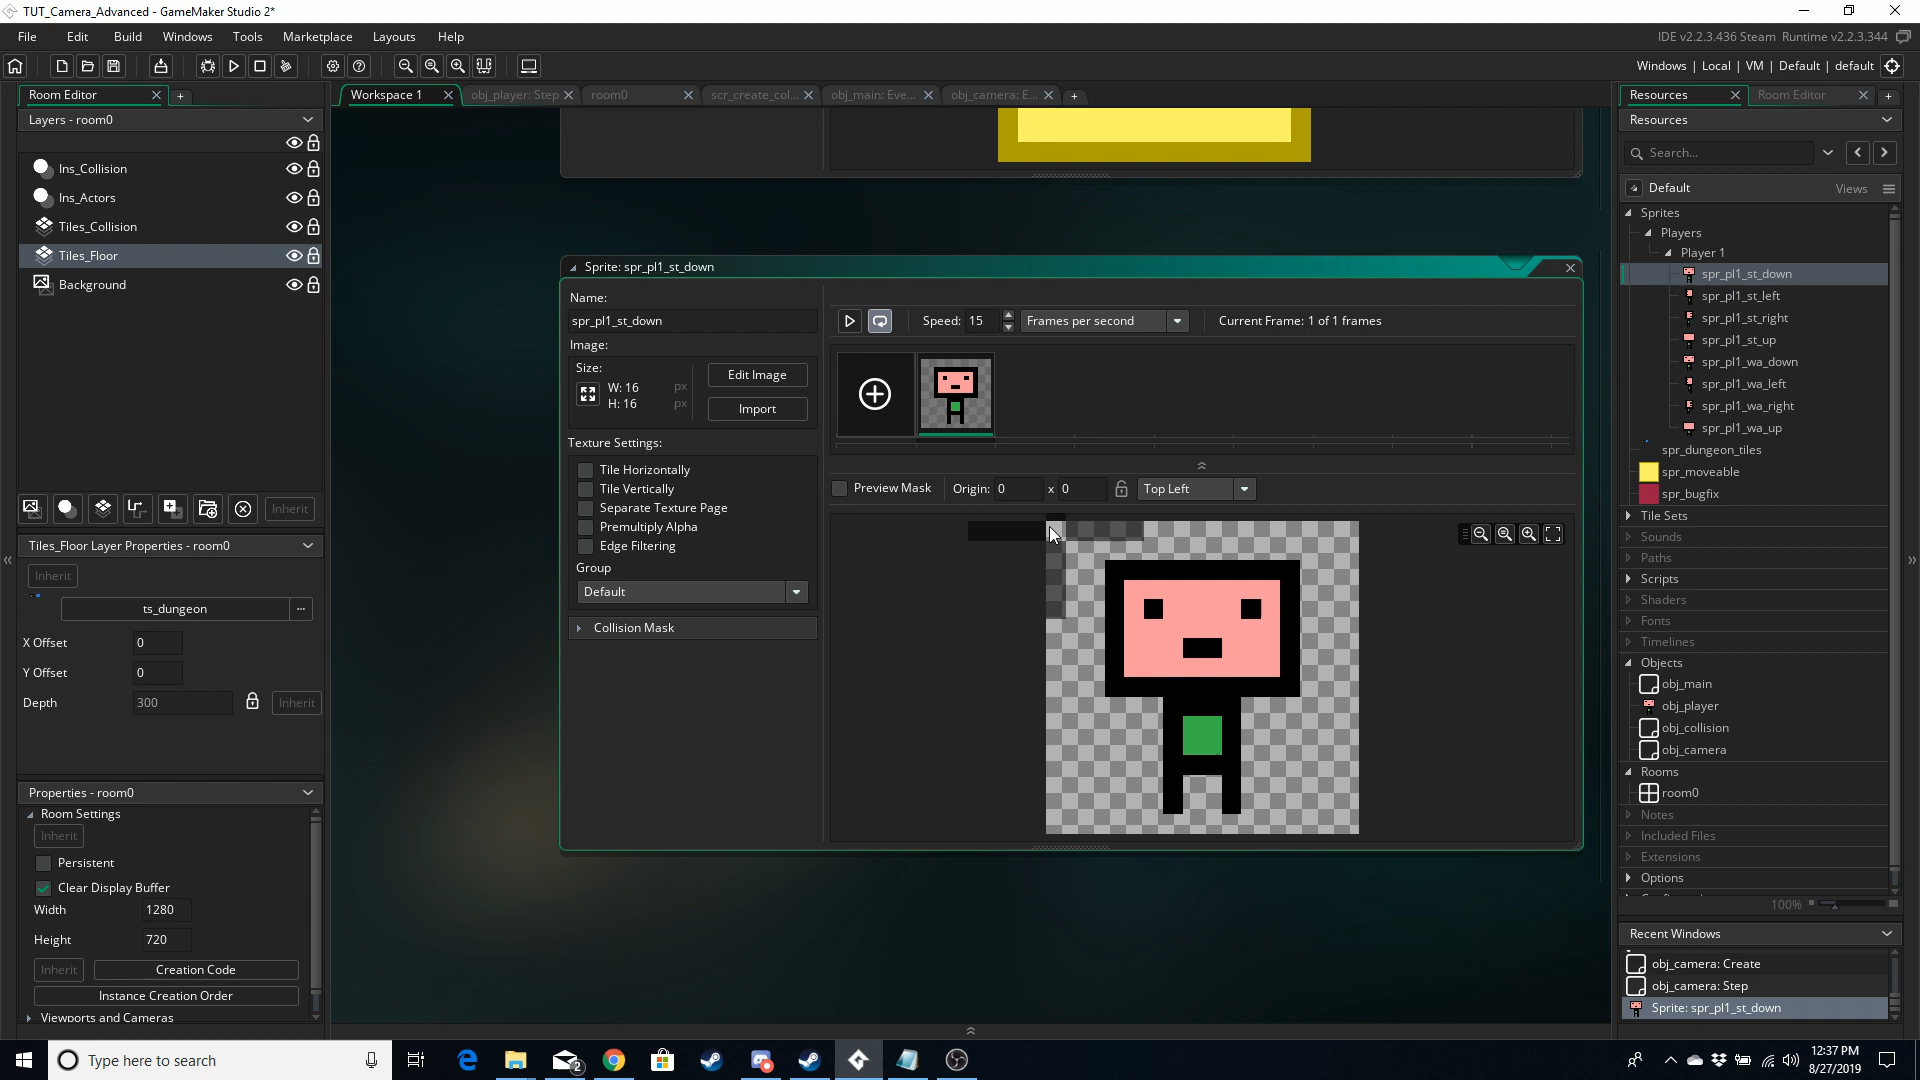 TUT_Camera_Advanced - GameMaker Studio 2*
File Edit Build Windows Tools Marketplace Layouts Help
IDE v2.2.3.436 Steam Runtime v2.2.3.344
Windows | Local | VM | Default | default
Room Editor
Layers - room0
Ins_Collision
Ins_Actors
Tiles_Collision
Tiles_Floor
Background
Inherit
Tiles_Floor Layer Properties - room0
Inherit
ts_dungeon
...
X Offset 0
Y Offset 0
Depth 300 Inherit
Properties - room0
Room Settings
Inherit
Persistent
Clear Display Buffer
Width 1280
Height 720
Inherit Creation Code
Instance Creation Order
Viewports and Cameras
Workspace 1
obj_player: Step
room0
scr_create_col...
obj_main: Eve...
obj_camera: E...
Sprite: spr_pl1_st_down
Name:
spr_pl1_st_down
Image:
Size:
W: 16 px
H: 16 px
Edit Image
Import
Texture Settings:
Tile Horizontally
Tile Vertically
Separate Texture Page
Premultiply Alpha
Edge Filtering
Group
Default
Collision Mask
Speed: 15 Frames per second Current Frame: 1 of 1 frames
Preview Mask Origin: 0 x 0 Top Left
Resources
Room Editor
Resources
Search...
Default Views
Sprites
Players
Player 1
spr_pl1_st_down
spr_pl1_st_left
spr_pl1_st_right
spr_pl1_st_up
spr_pl1_wa_down
spr_pl1_wa_left
spr_pl1_wa_right
spr_pl1_wa_up
spr_dungeon_tiles
spr_moveable
spr_bugfix
Tile Sets
Sounds
Paths
Scripts
Shaders
Fonts
Timelines
Objects
obj_main
obj_player
obj_collision
obj_camera
Rooms
room0
Notes
Included Files
Extensions
Options
100%
Recent Windows
obj_camera: Create
obj_camera: Step
Sprite: spr_pl1_st_down
Type here to search
2
12:37 PM
8/27/2019